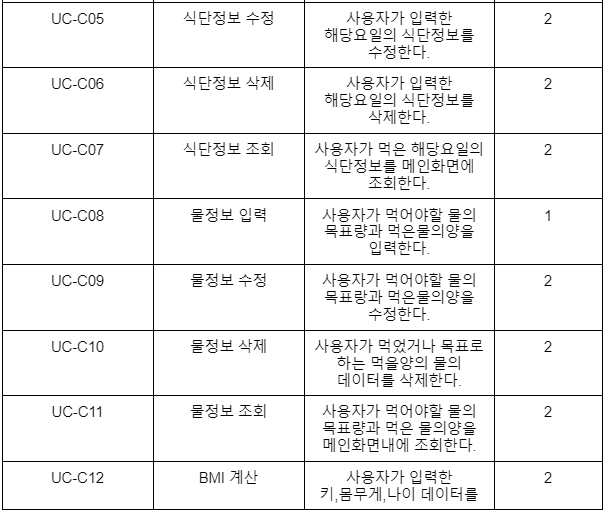 UC-C05 식단정보 수정 사용자가 입력한 2
해당요일의 식단정보를
수정한다.
UC-C06 식단정보 삭제 사용자가 입력한 2
해당요일의 식단정보를
삭제한다.
UC-C07 식단정보 조회 사용자가 먹은 해당요일의 2
식단정보를 메인화면에
조회한다.
UC-C08 물정보 입력 사용자가 먹어야할 물의 1
목표량과 먹은물의양을
입력한다.
UC-C09 물정보 수정 사용자가 먹어야할 물의 2
목표랑과 먹은물의양을
수정한다.
UC-C10 물정보 삭제 사용자가 먹었거나 목표로 2
하는 먹을양의 물의
데이터를 삭제한다.
UC-C11 물정보 조회 사용자가 먹어야할 물의 2
목표량과 먹은 물의양을
메인화면내에 조회한다.
UC-C12 BMI 계산 사용자가 입력한 2
키,몸무게,나이 데이터를